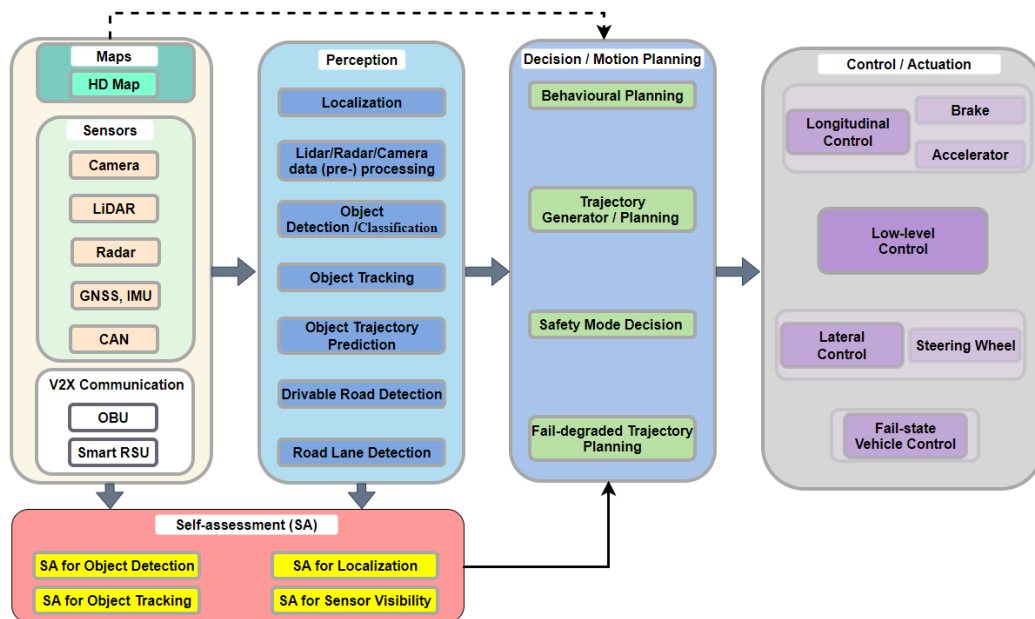 Maps
HD Map
Sensors
Camera
LiDAR
Radar
GNSS, IMU
CAN
V2X Communication
OBU
Smart RSU
Perception
Localization
Lidar/Radar/Camera
data (pre-) processing
Object
Detection /Classification
Object Tracking
Object Trajectory
Prediction
Drivable Road Detection
Road Lane Detection
Decision / Motion Planning
Behavioural Planning
Trajectory
Generator / Planning
Safety Mode Decision
Fail-degraded Trajectory
Planning
Control / Actuation
Longitudinal
Control
Brake
Accelerator
Low-level
Control
Lateral
Control
Steering Wheel
Fail-state
Vehicle Control
Self-assessment (SA)
SA for Object Detection
SA for Localization
SA for Object Tracking
SA for Sensor Visibility